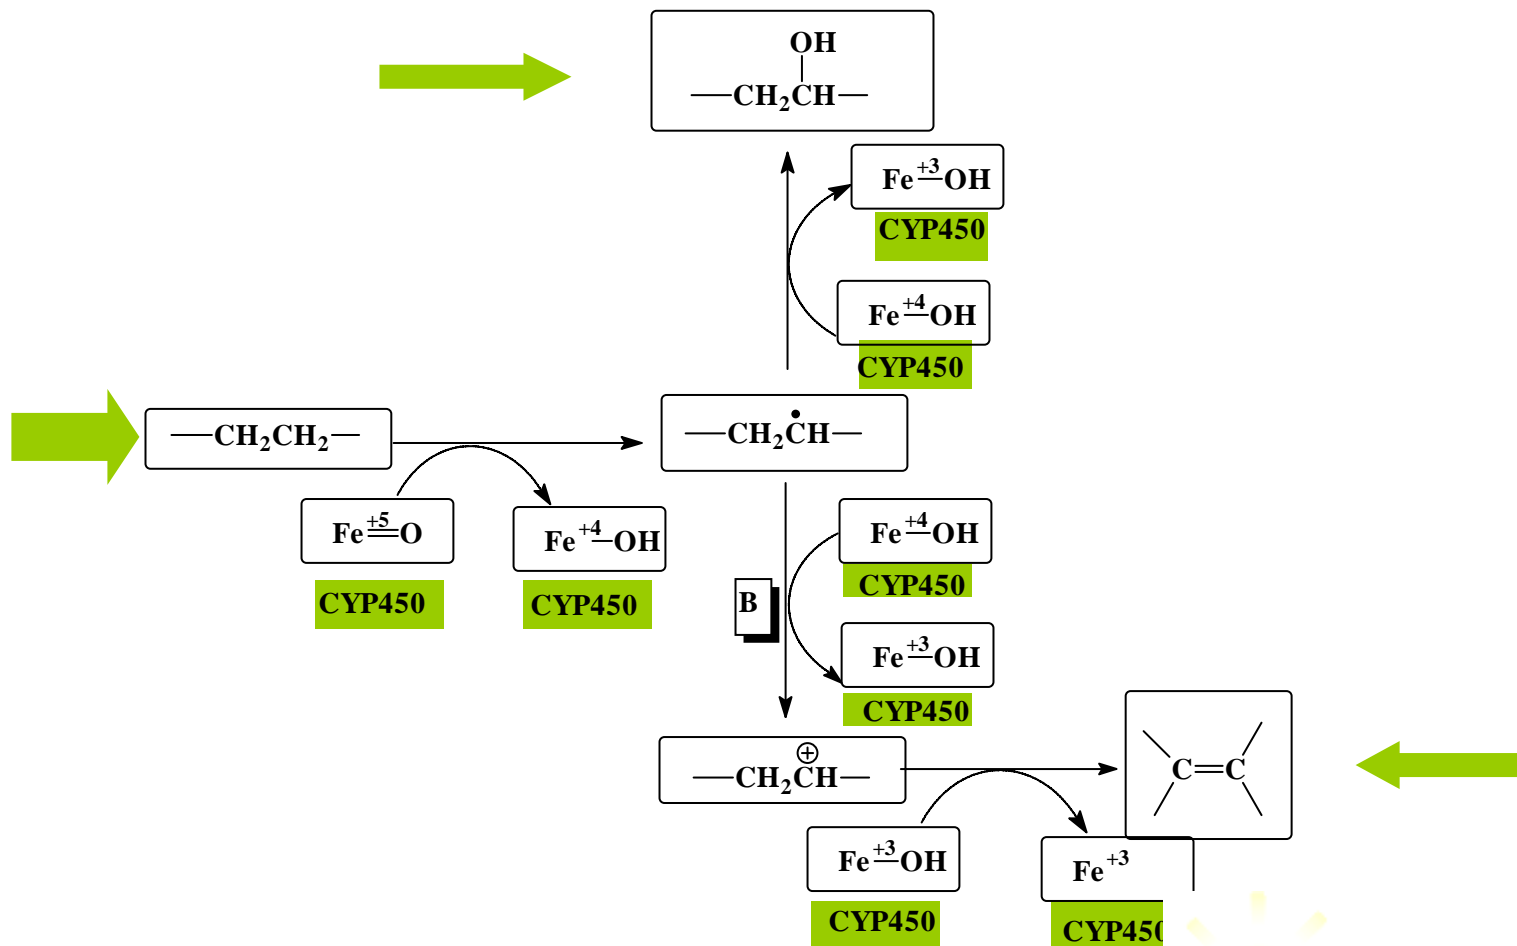 OH
—CH₂CH—
Fe+3—OH
CYP450
Fe+4—OH
CYP450
—CH₂CH₂—
—CH₂ĊH—
Fe+5═O
CYP450
Fe+4—OH
CYP450
Fe+4—OH
CYP450
B
Fe+3—OH
CYP450
⊕
—CH₂CH—
C═C
Fe+3—OH
CYP450
Fe+3
CYP450